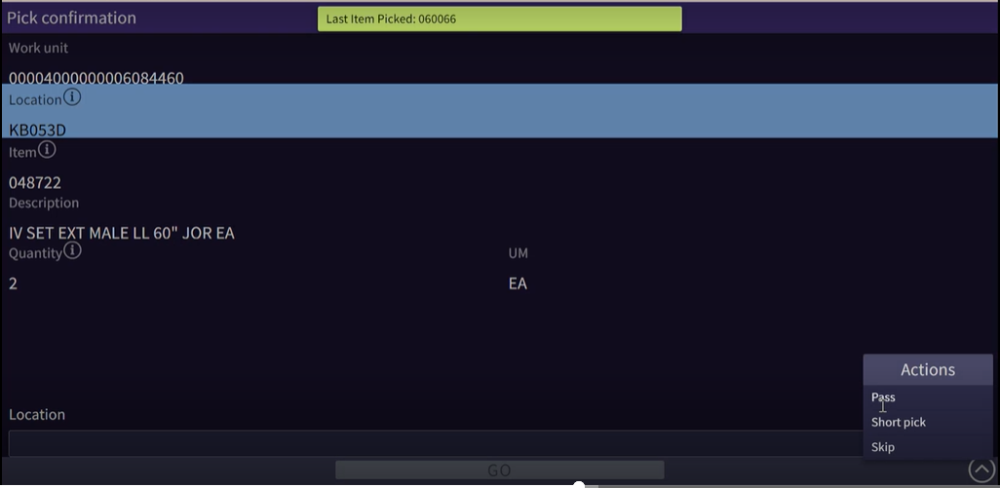 Pick confirmation
Last Item Picked: 060066
Work unit
00004000000006084460
Location
KB053D
Item
048722
Description
IV SET EXT MALE LL 60" JOR EA
Quantity UM
2 EA
Actions
Pass
Location
Short pick
Skip
GO